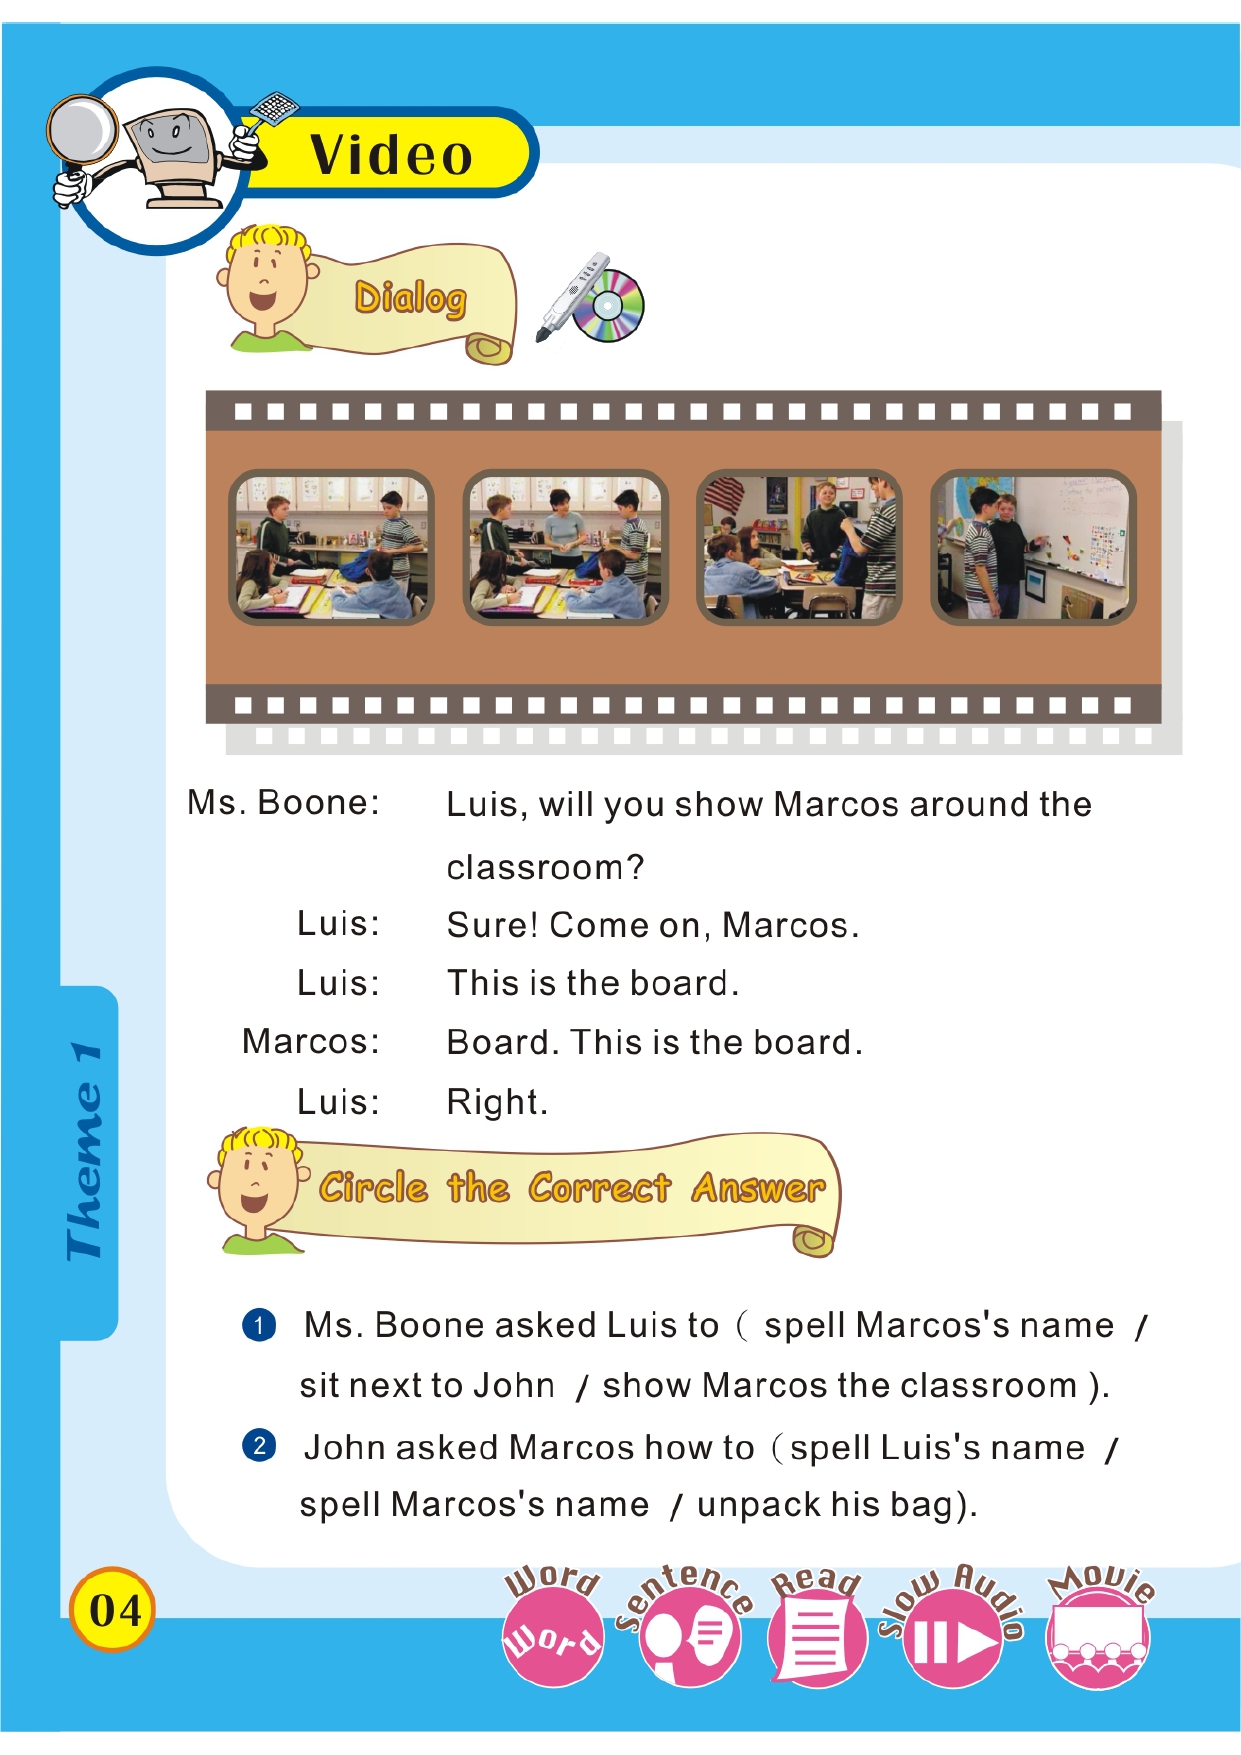 Video
Dialog
Ms. Boone: Luis, will you show Marcos around the
classroom?
Luis: Sure! Come on, Marcos.
Luis: This is the board.
Marcos: Board. This is the board.
Luis: Right.
Theme 1
Circle the Correct Answer
1 Ms. Boone asked Luis to ( spell Marcos's name /
sit next to John / show Marcos the classroom ).
2 John asked Marcos how to (spell Luis's name /
spell Marcos's name / unpack his bag).
04
Word
Word
Sentence
Read
Slow Audio
Movie